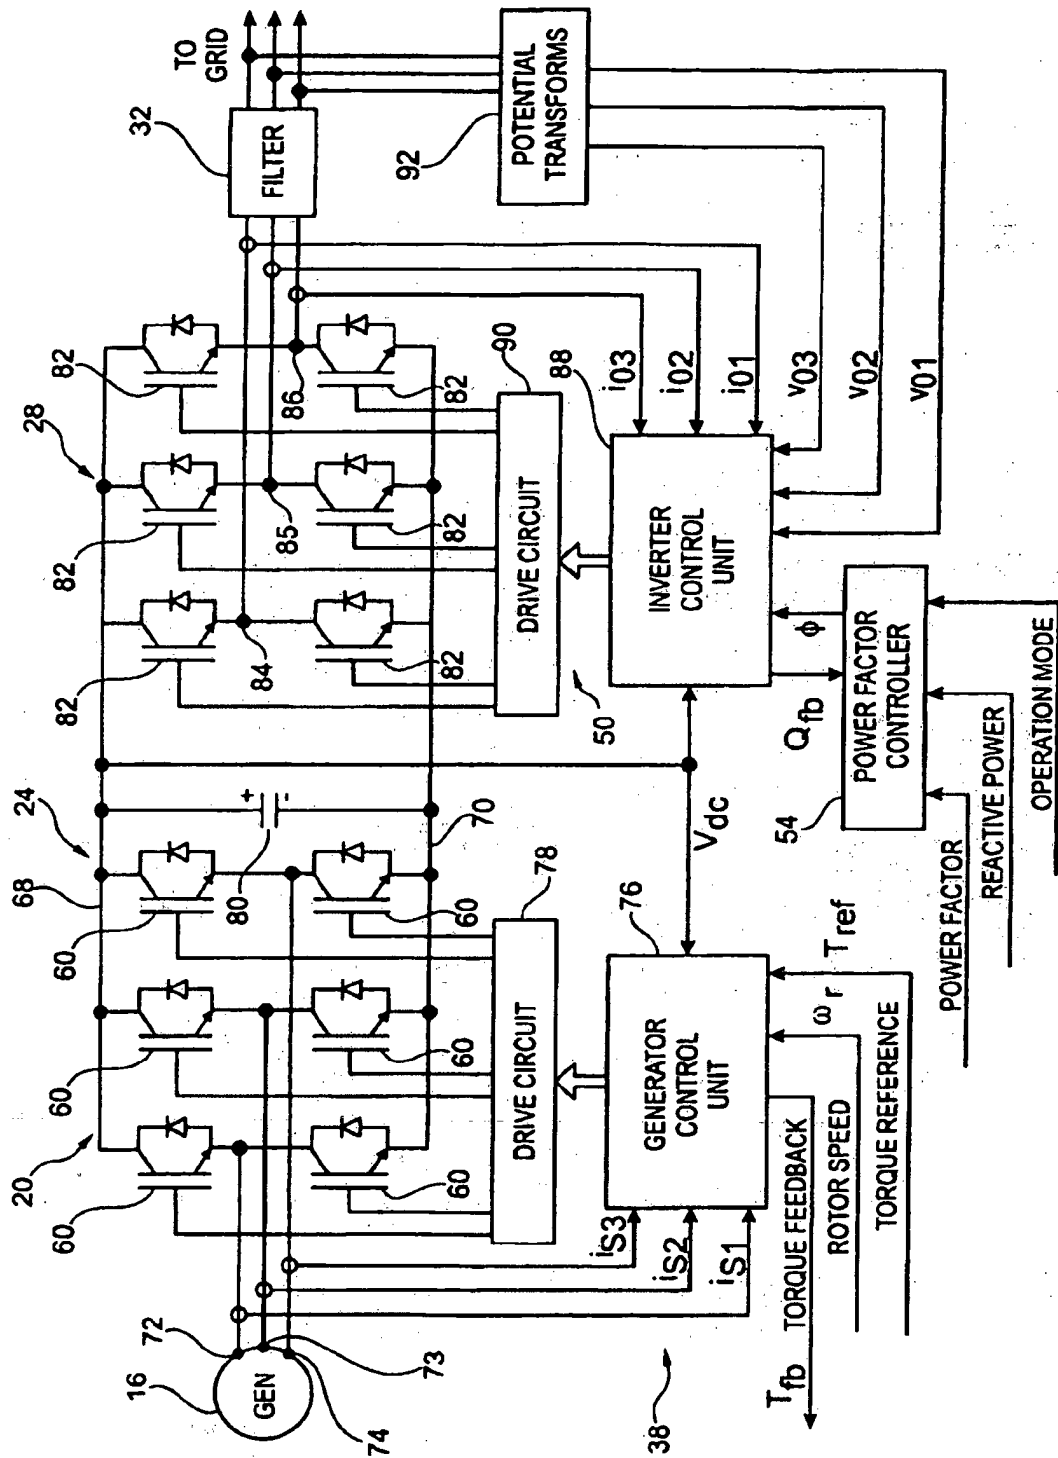 TO
GRID
32
FILTER
92
POTENTIAL
TRANSFORMS
28
82
82
82
86
85
84
82
82
82
90
DRIVE CIRCUIT
50
88
INVERTER
CONTROL
UNIT
i03
i02
i01
v03
v02
v01
Φ
Qfb
POWER FACTOR
CONTROLLER
54
POWER FACTOR
REACTIVE POWER
OPERATION MODE
Vdc
20
68
24
60
60
60
80
+
-
70
60
60
60
78
DRIVE CIRCUIT
76
GENERATOR
CONTROL
UNIT
iS3
iS2
iS1
ωr
Tref
Tfb
TORQUE FEEDBACK
ROTOR SPEED
TORQUE REFERENCE
16
GEN
72
73
74
38